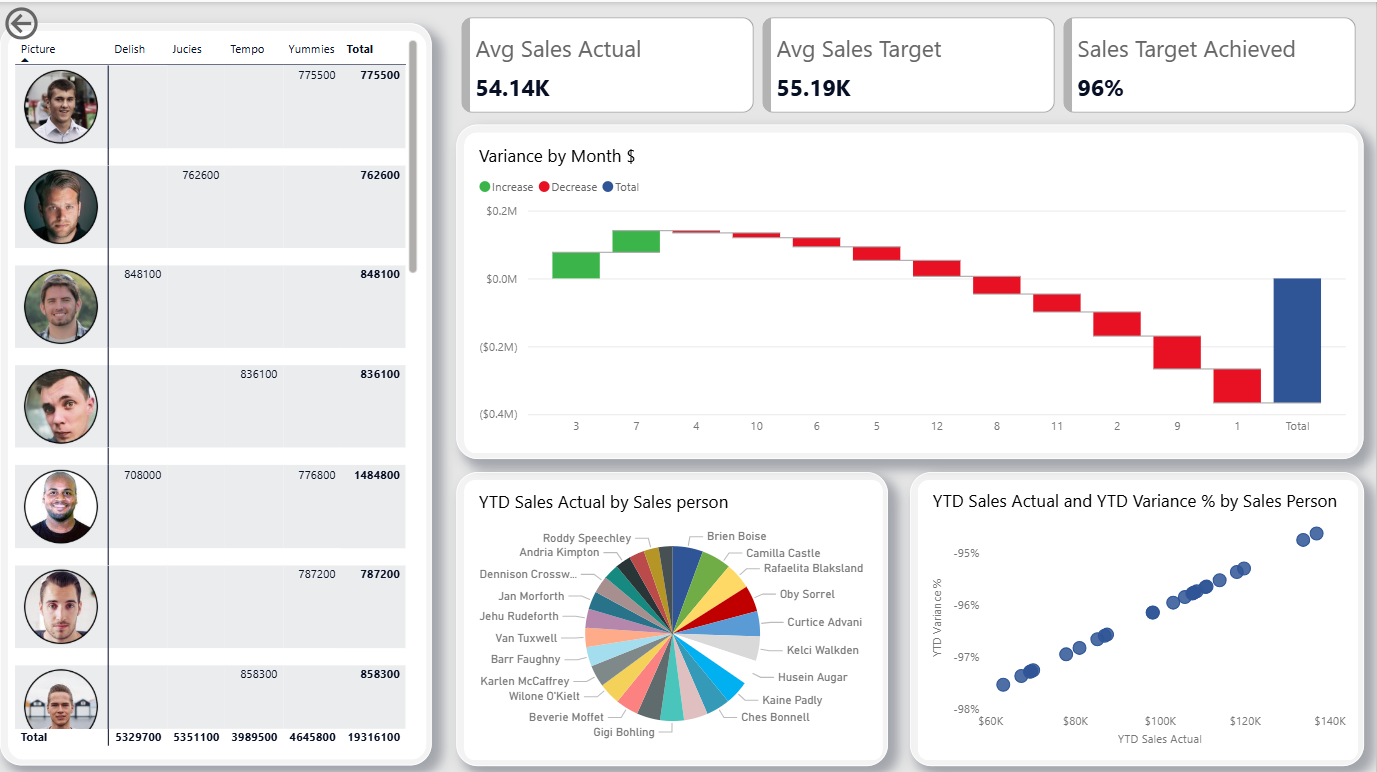 Picture Delish Jucies Tempo Yummies Total
775500 775500
762600 762600
848100 848100
836100 836100
708000 776800 1484800
787200 787200
858300 858300
Total 5329700 5351100 3989500 4645800 19316100
Avg Sales Actual
54.14K
Avg Sales Target
55.19K
Sales Target Achieved
96%
Variance by Month $
Increase Decrease Total
$0.2M
$0.0M
($0.2M)
($0.4M)
3 7 4 10 6 5 12 8 11 2 9 1 Total
YTD Sales Actual by Sales person
Roddy Speechley
Andria Kimpton
Dennison Crossw...
Jan Morforth
Jehu Rudeforth
Van Tuxwell
Barr Faughny
Karlen McCaffrey
Wilone O'Kielt
Beverie Moffet
Gigi Bohling
Brien Boise
Camilla Castle
Rafaelita Blaksland
Oby Sorrel
Curtice Advani
Kelci Walkden
Husein Augar
Kaine Padly
Ches Bonnell
YTD Sales Actual and YTD Variance % by Sales Person
YTD Variance %
-95%
-96%
-97%
-98%
$60K $80K $100K $120K $140K
YTD Sales Actual